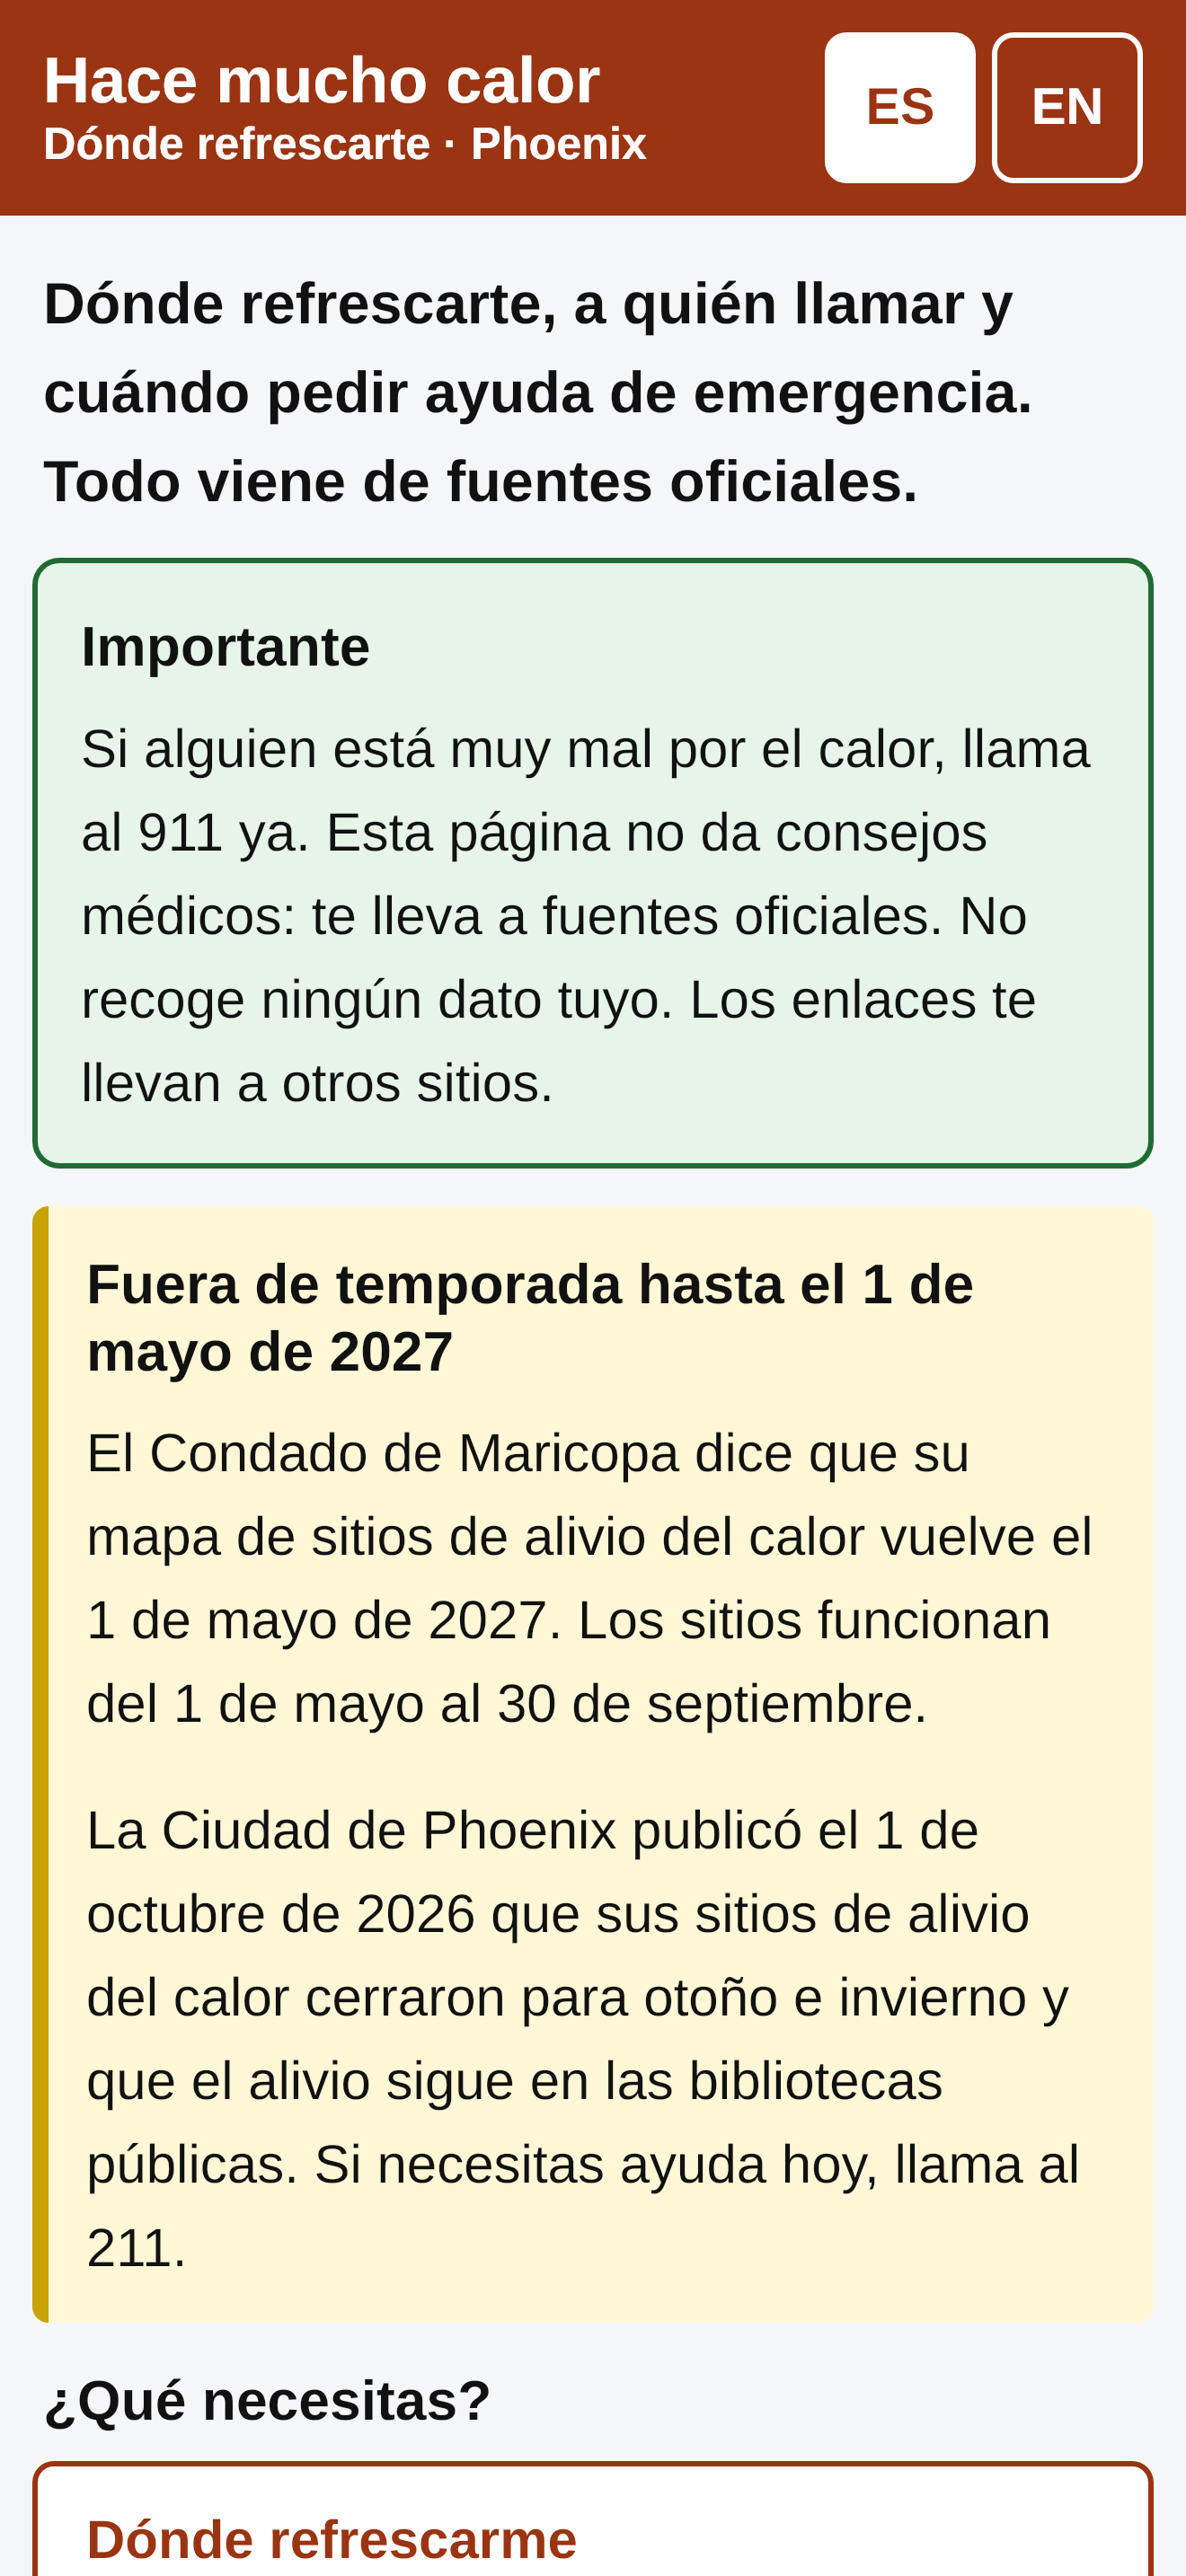 Hace mucho calor
Dónde refrescarte · Phoenix
ES
EN
Dónde refrescarte, a quién llamar y
cuándo pedir ayuda de emergencia.
Todo viene de fuentes oficiales.
Importante
Si alguien está muy mal por el calor, llama
al 911 ya. Esta página no da consejos
médicos: te lleva a fuentes oficiales. No
recoge ningún dato tuyo. Los enlaces te
llevan a otros sitios.
Fuera de temporada hasta el 1 de
mayo de 2027
El Condado de Maricopa dice que su
mapa de sitios de alivio del calor vuelve el
1 de mayo de 2027. Los sitios funcionan
del 1 de mayo al 30 de septiembre.
La Ciudad de Phoenix publicó el 1 de
octubre de 2026 que sus sitios de alivio
del calor cerraron para otoño e invierno y
que el alivio sigue en las bibliotecas
públicas. Si necesitas ayuda hoy, llama al
211.
¿Qué necesitas?
Dónde refrescarme